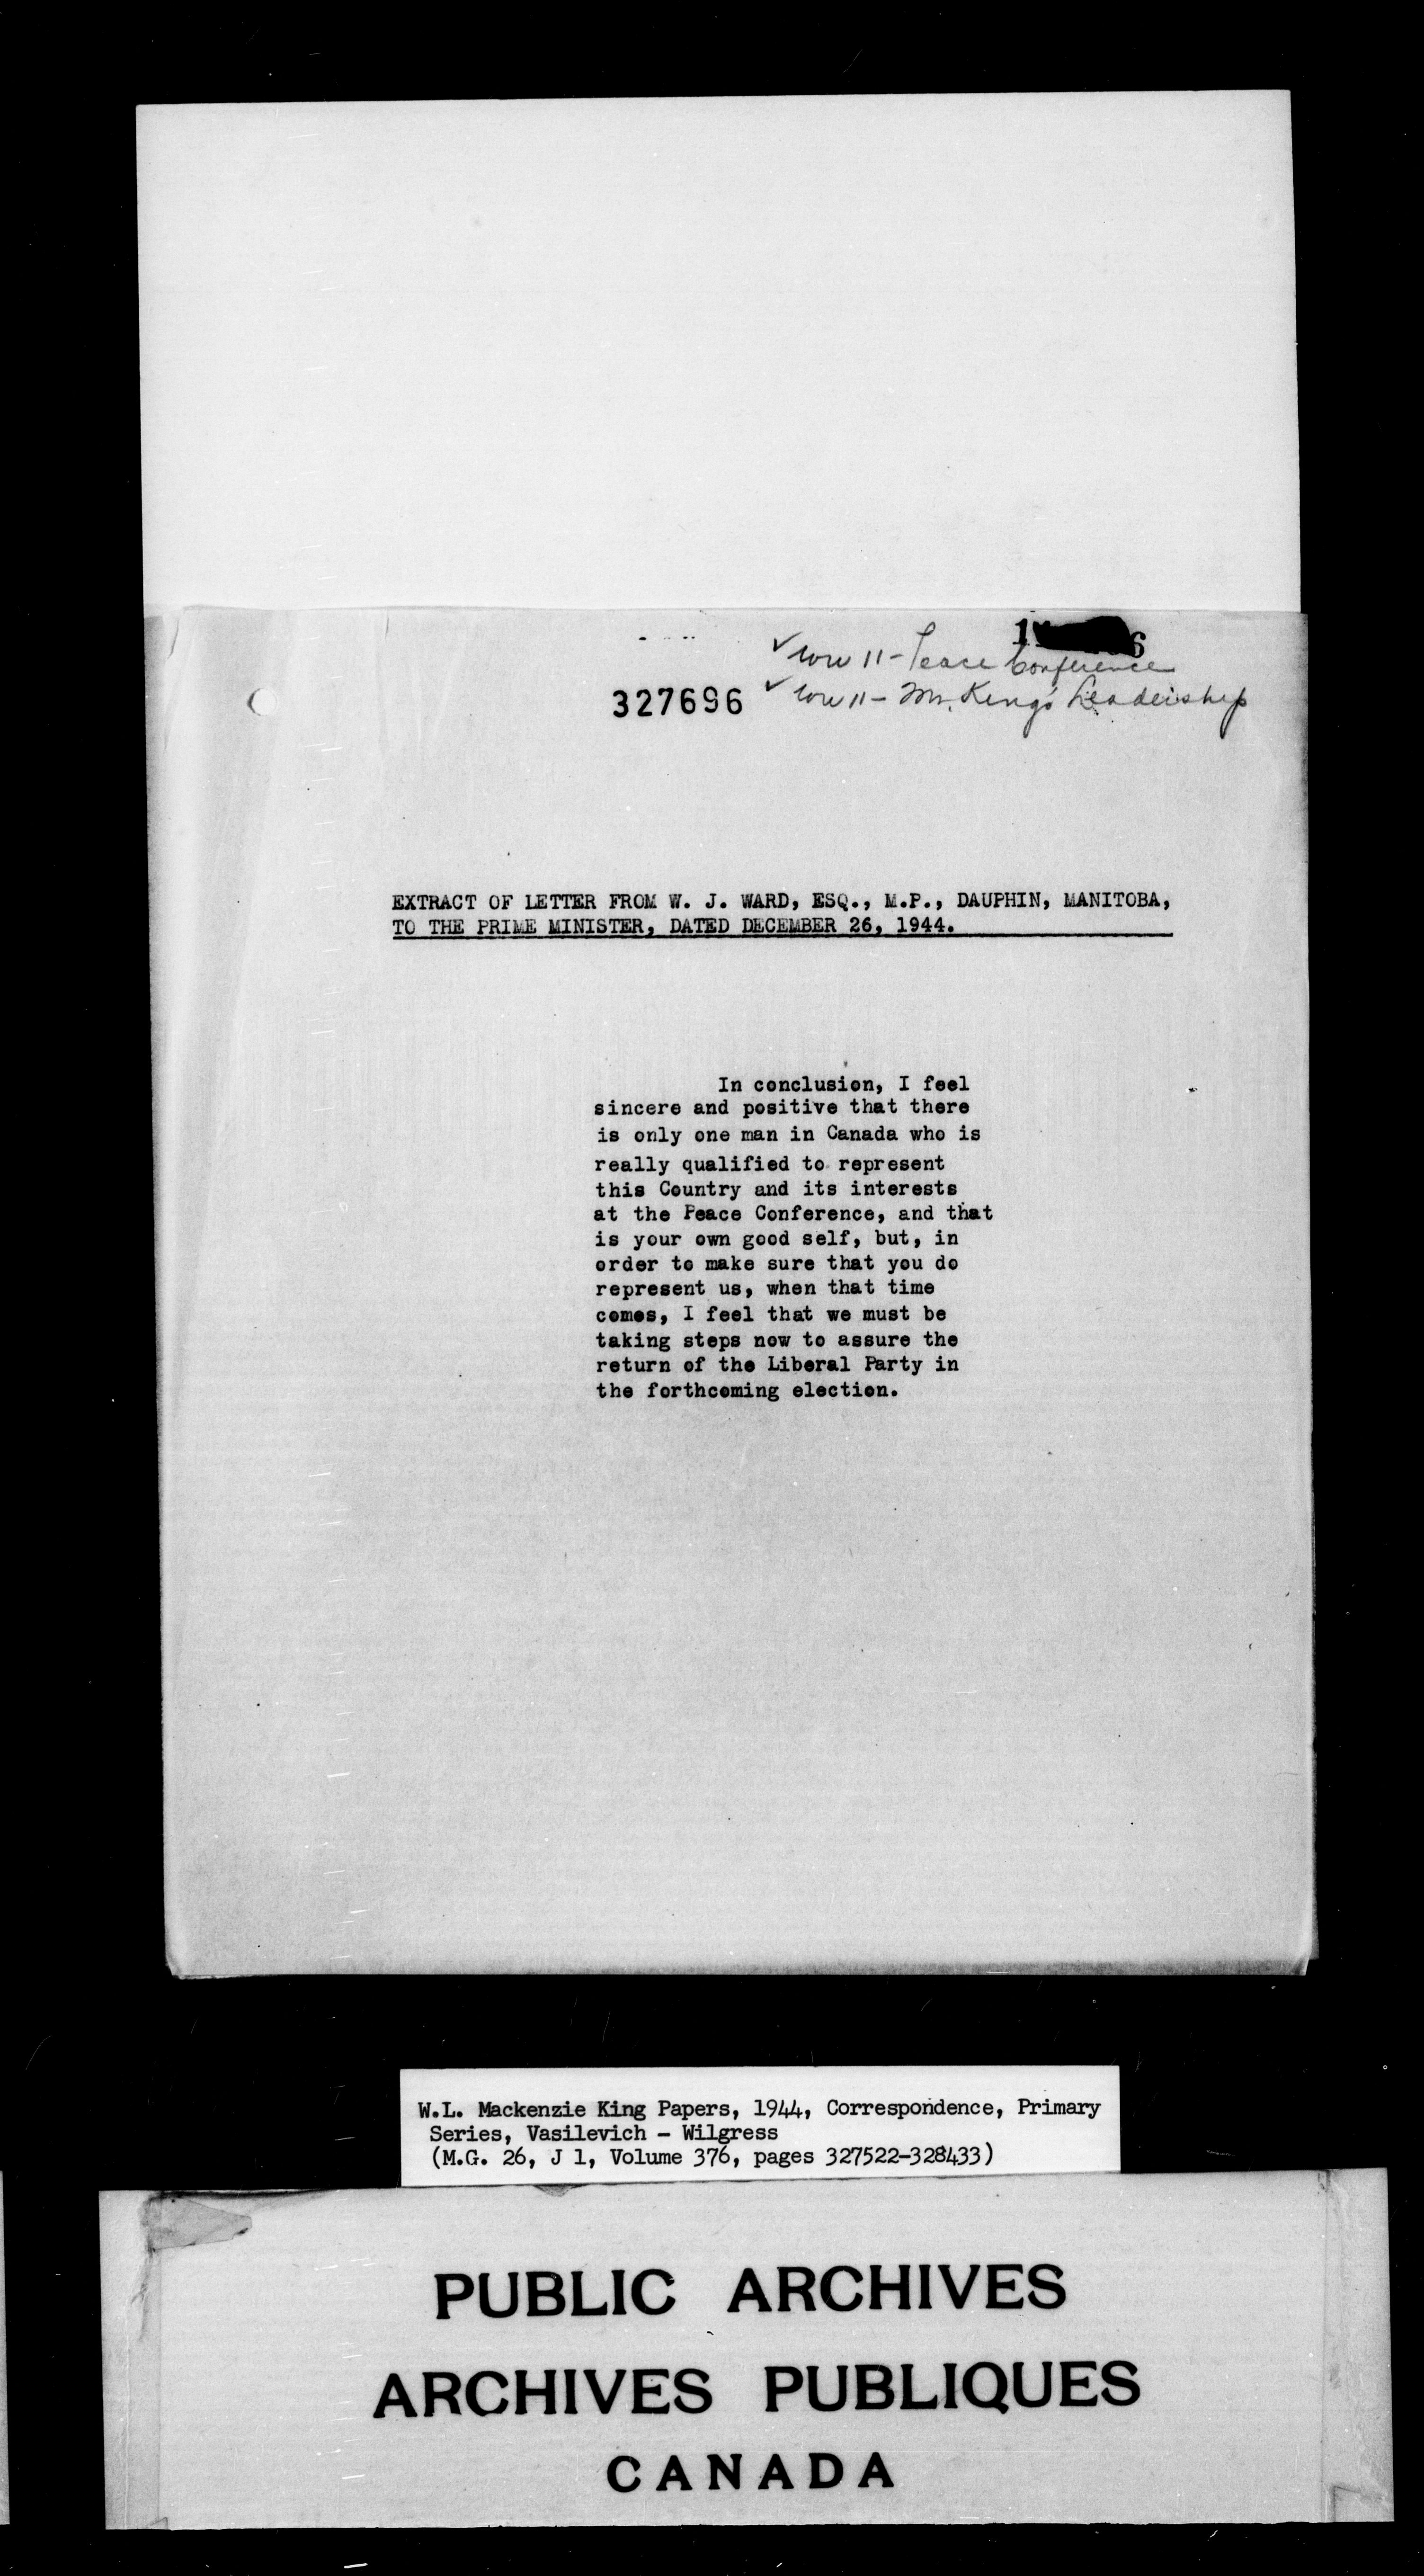 ✓ WW 11 - Peace Conference
327696 ✓ WW 11 - Mr. King's Leadership
EXTRACT OF LETTER FROM W. J. WARD, ESQ., M.P., DAUPHIN, MANITOBA,
TO THE PRIME MINISTER, DATED DECEMBER 26, 1944.
In conclusion, I feel
sincere and positive that there
is only one man in Canada who is
really qualified to represent
this Country and its interests
at the Peace Conference, and that
is your own good self, but, in
order to make sure that you do
represent us, when that time
comes, I feel that we must be
taking steps now to assure the
return of the Liberal Party in
the forthcoming election.
W.L. Mackenzie King Papers, 1944, Correspondence, Primary
Series, Vasilevich - Wilgress
(M.G. 26, J 1, Volume 376, pages 327522-328433)
PUBLIC ARCHIVES
ARCHIVES PUBLIQUES
CANADA